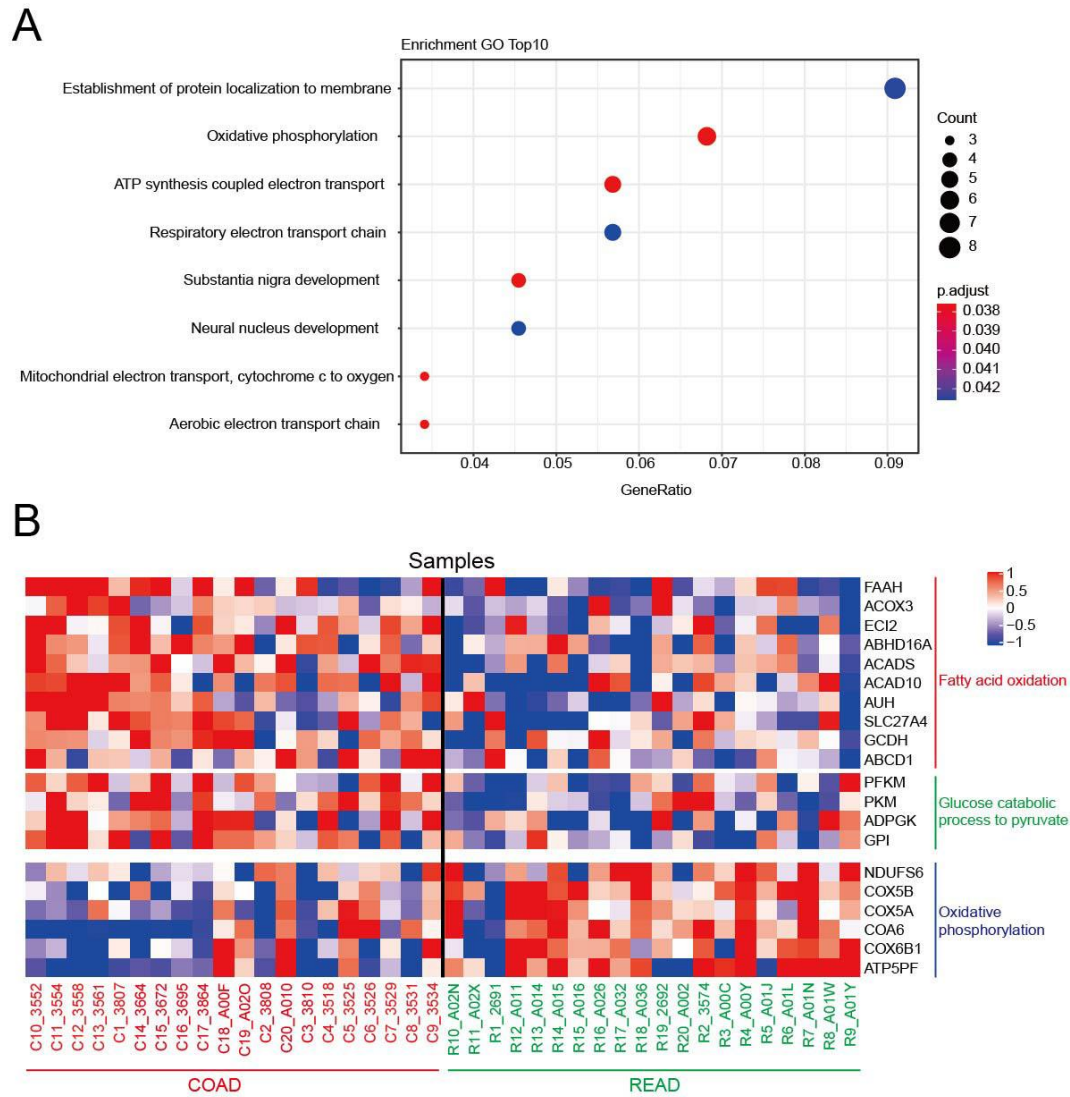 A
Enrichment GO Top10
Establishment of protein localization to membrane
Oxidative phosphorylation
ATP synthesis coupled electron transport
Respiratory electron transport chain
Substantia nigra development
Neural nucleus development
Mitochondrial electron transport, cytochrome c to oxygen
Aerobic electron transport chain
0.04 0.05 0.06 0.07 0.08 0.09
GeneRatio
Count
3
4
5
6
7
8
p.adjust
0.038
0.039
0.040
0.041
0.042
B
Samples
FAAH
ACOX3
ECI2
ABHD16A
ACADS
ACAD10
AUH
SLC27A4
GCDH
ABCD1
PFKM
PKM
ADPGK
GPI
NDUFS6
COX5B
COX5A
COA6
COX6B1
ATP5PF
1
0.5
0
−0.5
−1
Fatty acid oxidation
Glucose catabolic
process to pyruvate
Oxidative
phosphorylation
C10_3552
C11_3554
C12_3558
C13_3561
C1_3807
C14_3664
C15_3672
C16_3695
C17_3864
C18_A00F
C19_A02O
C2_3808
C20_A010
C3_3810
C4_3518
C5_3525
C6_3526
C7_3529
C8_3531
C9_3534
R10_A02N
R11_A02X
R1_2691
R12_A011
R13_A014
R14_A015
R15_A016
R16_A026
R17_A032
R18_A036
R19_2692
R20_A002
R2_3574
R3_A00C
R4_A00Y
R5_A01J
R6_A01L
R7_A01N
R8_A01W
R9_A01Y
COAD
READ